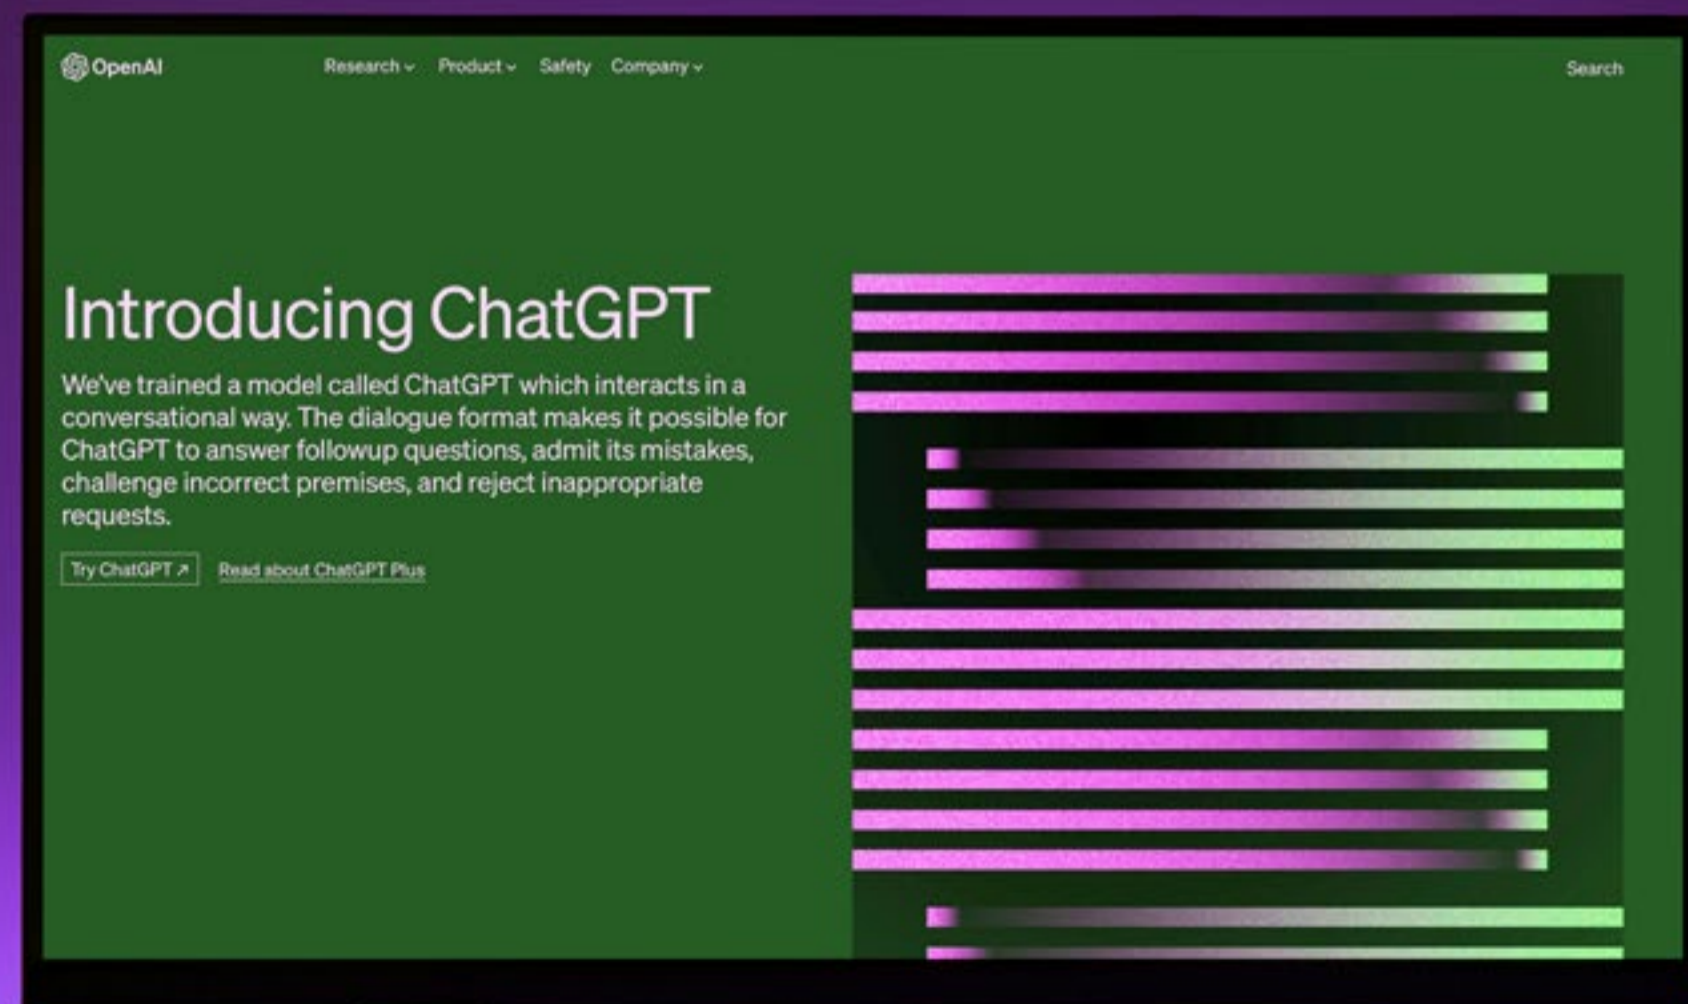 OpenAI
Research
Product
Safety
Company
Search
Introducing ChatGPT
We've trained a model called ChatGPT which interacts in a
conversational way. The dialogue format makes it possible for
ChatGPT to answer followup questions, admit its mistakes,
challenge incorrect premises, and reject inappropriate
requests.
Try ChatGPT ↗
Read about ChatGPT Plus